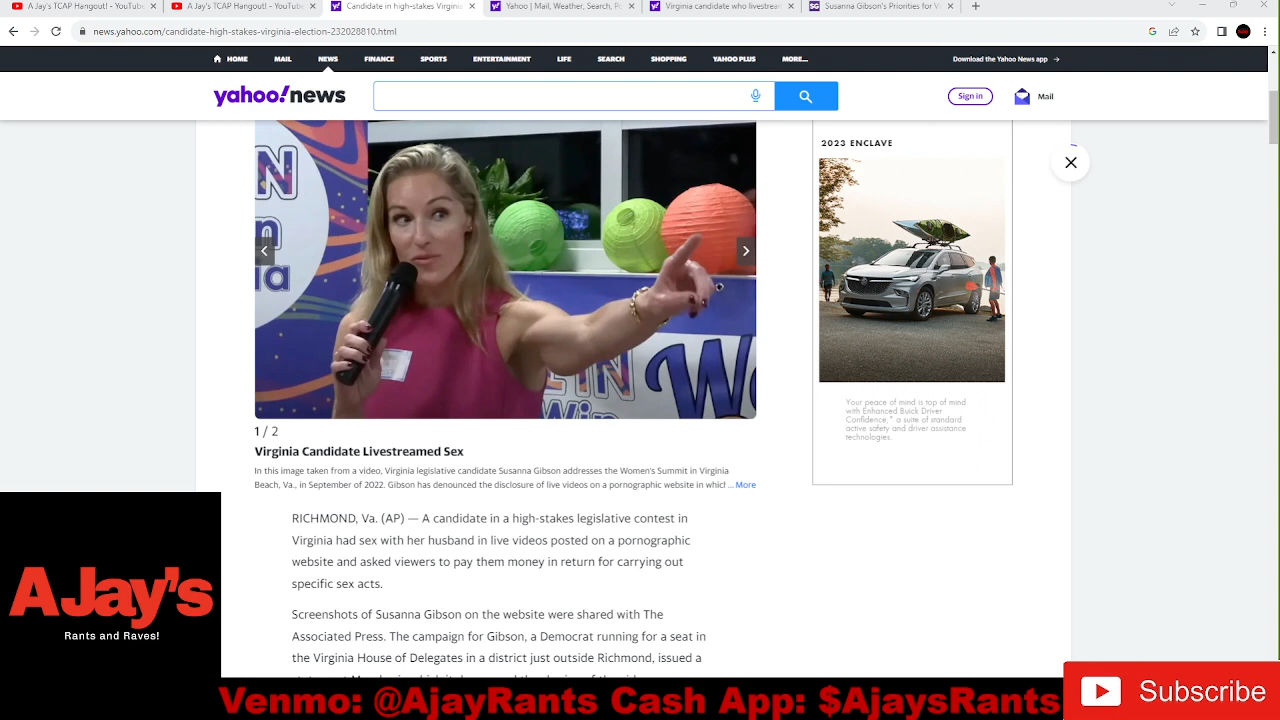 A Jay's TCAP Hangout! - YouTube
A Jay's TCAP Hangout! - YouTube
Candidate in high-stakes Virginia
Yahoo | Mail, Weather, Search, Po
Virginia candidate who livestream
Susanna Gibson's Priorities for V
news.yahoo.com/candidate-high-stakes-virginia-election-232028810.html
HOME MAIL NEWS FINANCE SPORTS ENTERTAINMENT LIFE SEARCH SHOPPING YAHOO PLUS MORE...
Download the Yahoo News app →
yahoo!news
Sign in
Mail
2023 ENCLAVE
Your peace of mind is top of mind
with Enhanced Buick Driver
Confidence,* a suite of standard
active safety and driver assistance
technologies.
1 / 2
Virginia Candidate Livestreamed Sex
In this image taken from a video, Virginia legislative candidate Susanna Gibson addresses the Women's Summit in Virginia
Beach, Va., in September of 2022. Gibson has denounced the disclosure of live videos on a pornographic website in which ... More
RICHMOND, Va. (AP) — A candidate in a high-stakes legislative contest in
Virginia had sex with her husband in live videos posted on a pornographic
website and asked viewers to pay them money in return for carrying out
specific sex acts.
Screenshots of Susanna Gibson on the website were shared with The
Associated Press. The campaign for Gibson, a Democrat running for a seat in
the Virginia House of Delegates in a district just outside Richmond, issued a
A Jay's
Rants and Raves!
Venmo: @AjayRants Cash App: $AjaysRants
Subscribe